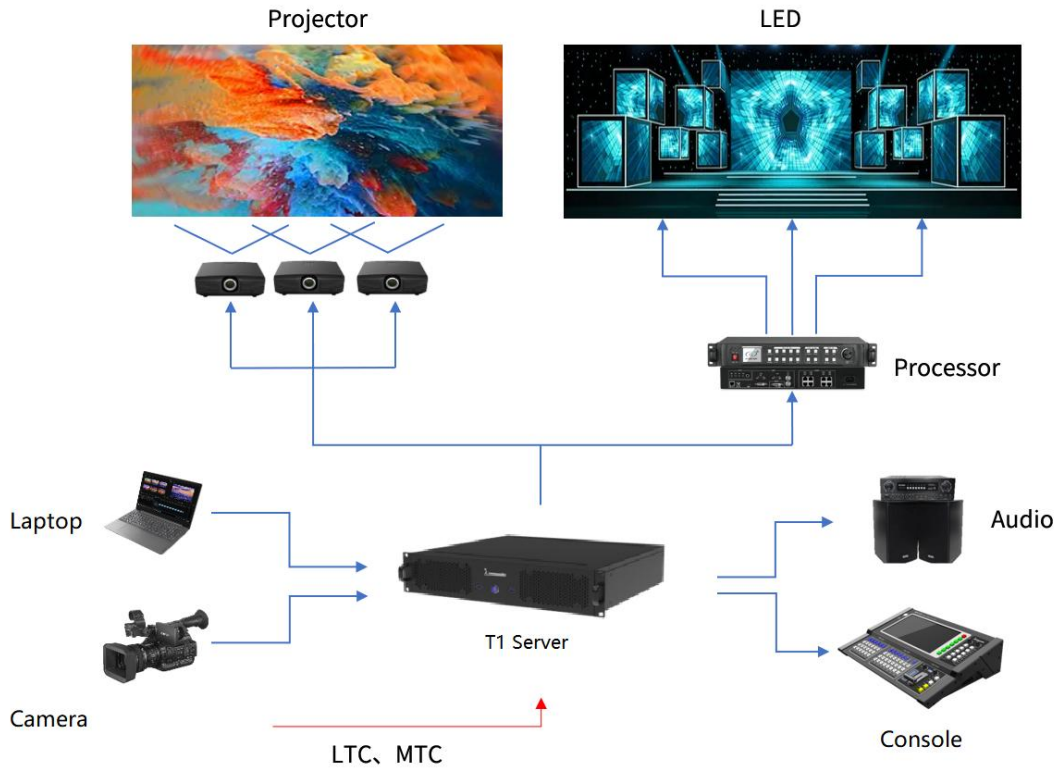 Projector
LED
Processor
Laptop
Audio
T1 Server
Camera
LTC、MTC
Console